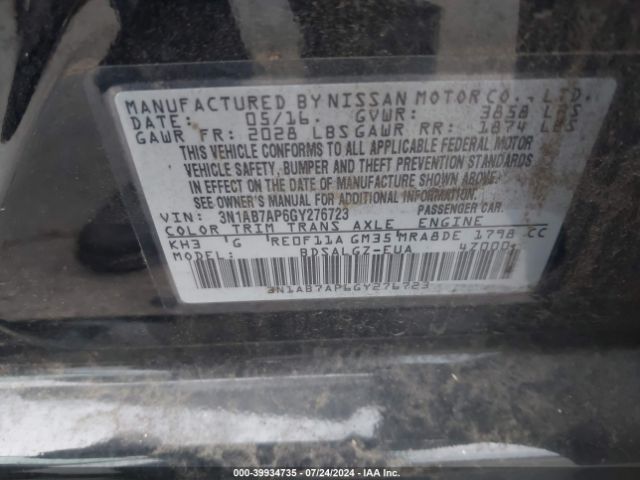 MANUFACTURED BY NISSAN MOTOR CO., LTD.
DATE: 05/16 GVWR: 3858 LBS
GAWR FR: 2028 LBS GAWR RR: 1874 LBS
THIS VEHICLE CONFORMS TO ALL APPLICABLE FEDERAL MOTOR
VEHICLE SAFETY, BUMPER AND THEFT PREVENTION STANDARDS
IN EFFECT ON THE DATE OF MANUFACTURE SHOWN ABOVE.
SEE OWNER'S MANUAL OR DEALER FOR MORE INFORMATION.
VIN: 3N1AB7AP6GY276723 PASSENGER CAR
COLOR TRIM TRANS AXLE ENGINE
KH3 G RE0F11A GM35 MRA8DE 1798 CC
MODEL: BDSALGZ-EUA 47000
3N1AB7AP6GY276723
000-39934735 - 07/24/2024 - IAA Inc.